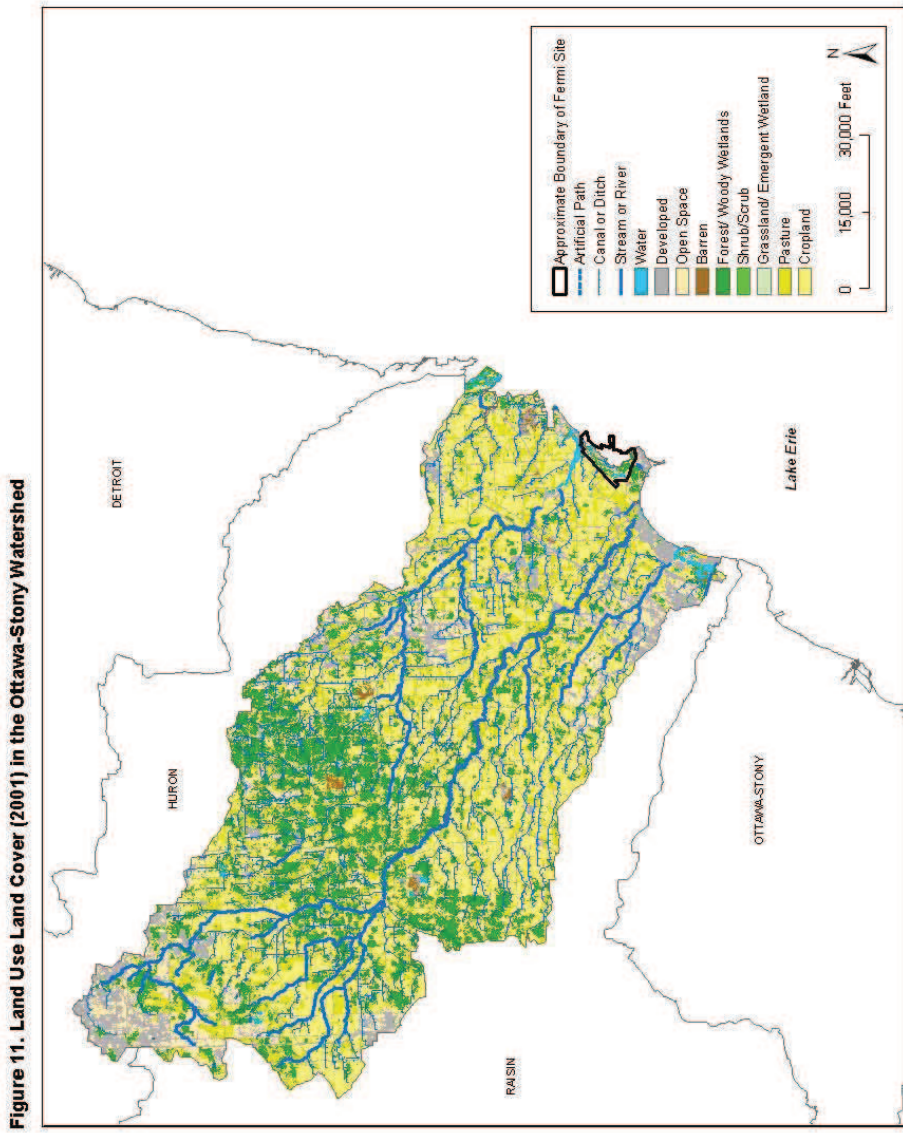 Figure 11. Land Use Land Cover (2001) in the Ottawa-Stony Watershed
DETROIT
HURON
RAISIN
OTTAWA-STONY
Lake Erie
Approximate Boundary of Fermi Site
Artificial Path
Canal or Ditch
Stream or River
Water
Developed
Open Space
Barren
Forest/ Woody Wetlands
Shrub/Scrub
Grassland/ Emergent Wetland
Pasture
Cropland
0 15,000 30,000 Feet
N